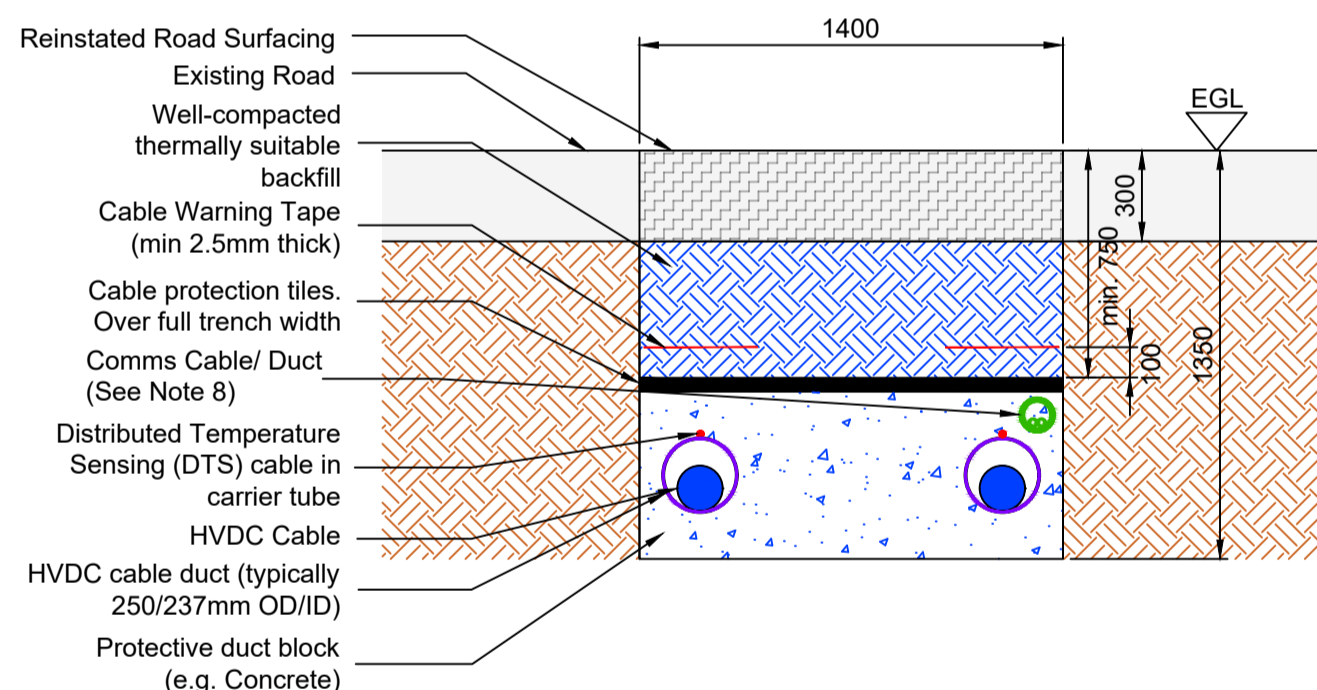 1400
EGL
Reinstated Road Surfacing
Existing Road
Well-compacted
thermally suitable
backfill
Cable Warning Tape
(min 2.5mm thick)
Cable protection tiles.
Over full trench width
Comms Cable/ Duct
(See Note 8)
Distributed Temperature
Sensing (DTS) cable in
carrier tube
HVDC Cable
HVDC cable duct (typically
250/237mm OD/ID)
Protective duct block
(e.g. Concrete)
min. 750
300
100
1350